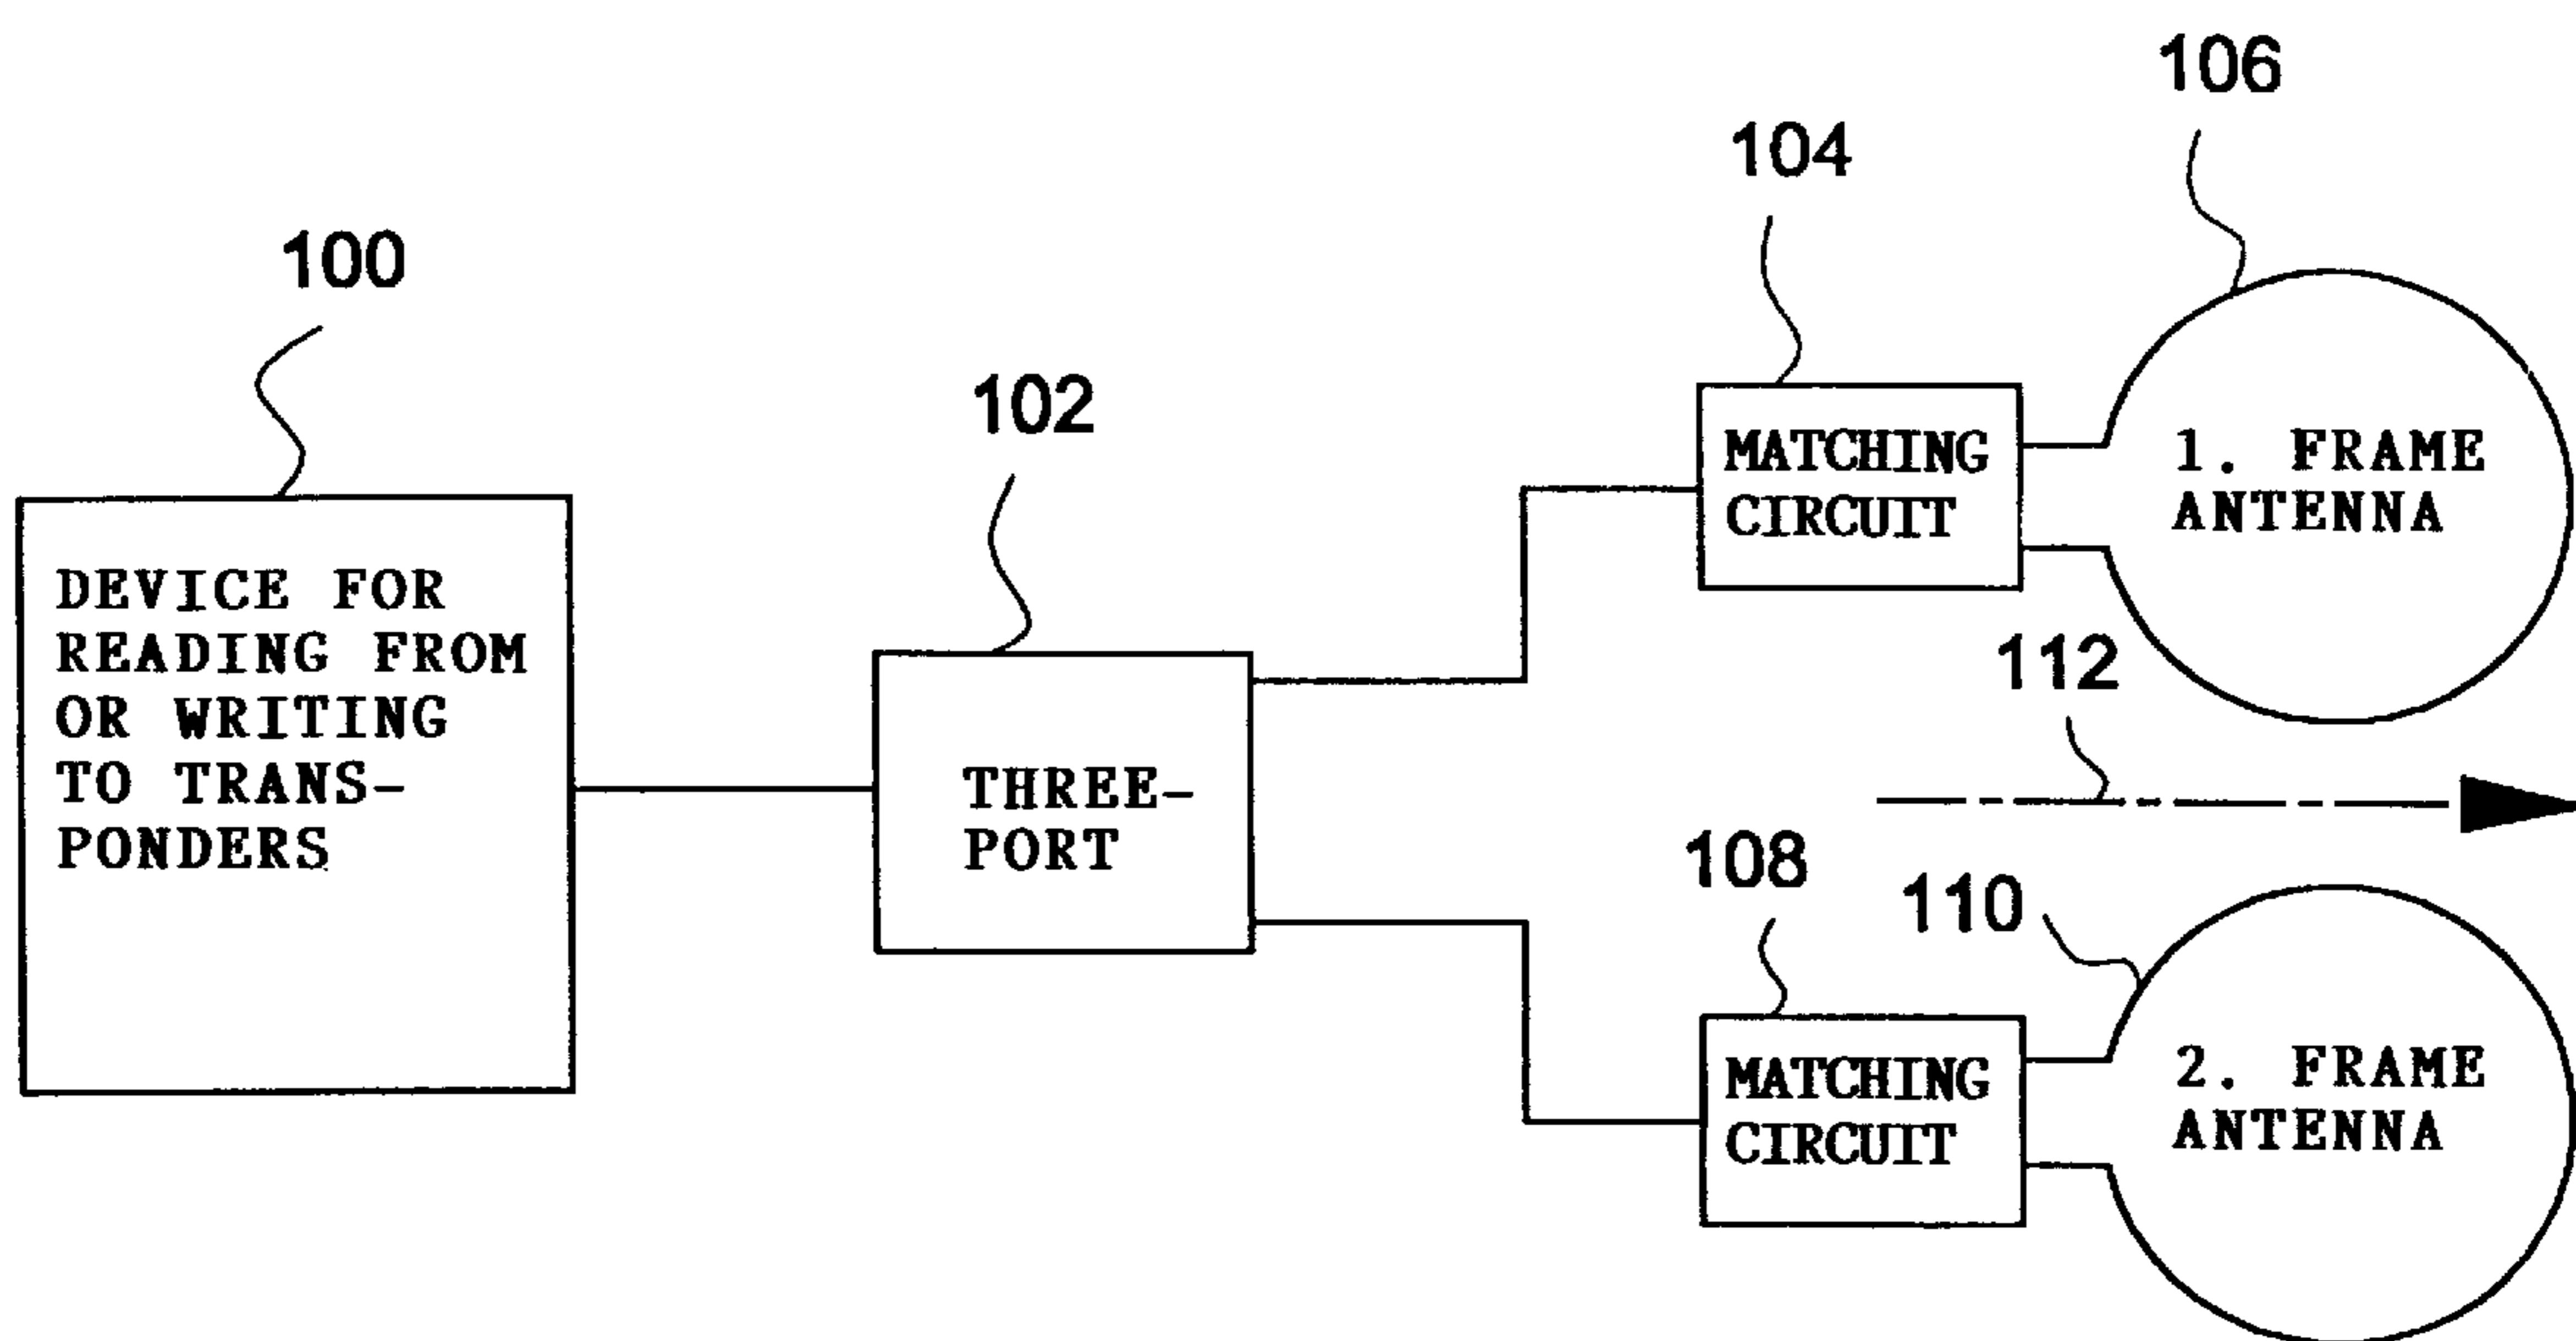 100
DEVICE FOR
READING FROM
OR WRITING
TO TRANS-
PONDERS
102
THREE-
PORT
104
MATCHING
CIRCUIT
106
1. FRAME
ANTENNA
112
108
MATCHING
CIRCUIT
110
2. FRAME
ANTENNA